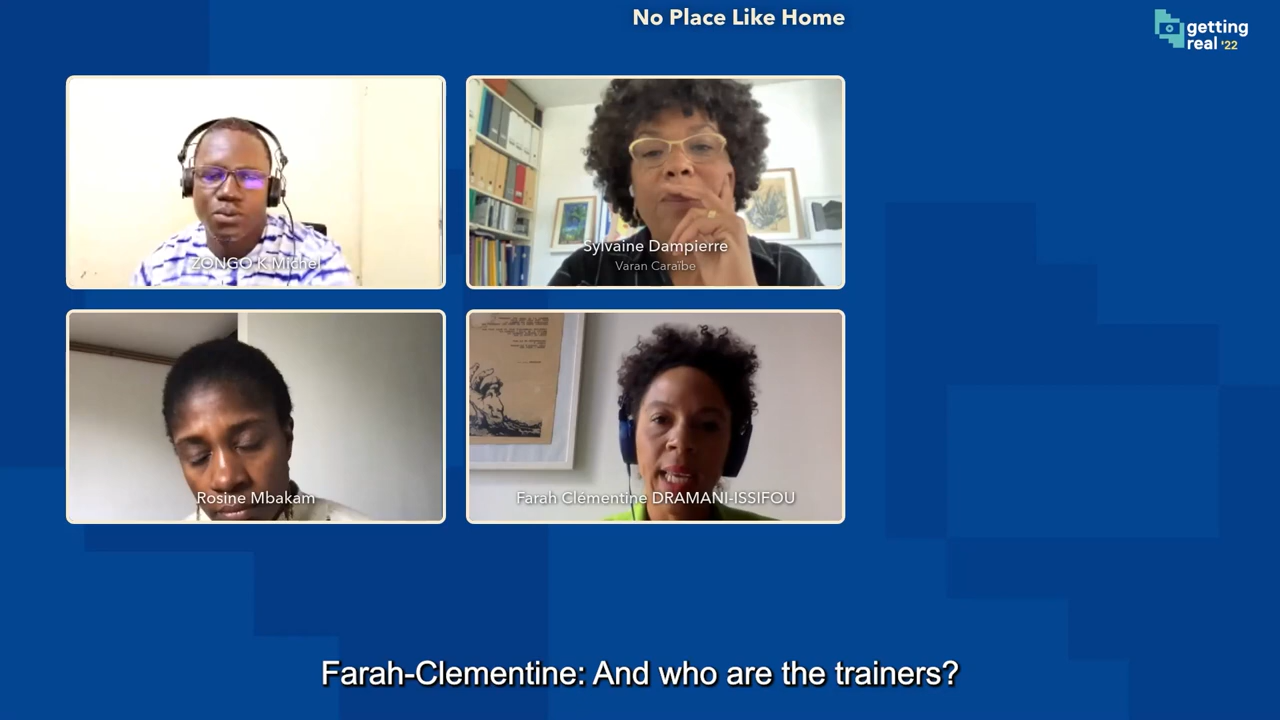 No Place Like Home
getting
real '22
ZONGO K Michel
Sylvaine Dampierre
Varan Caraïbe
Rosine Mbakam
Farah Clémentine DRAMANI-ISSIFOU
Farah-Clementine: And who are the trainers?